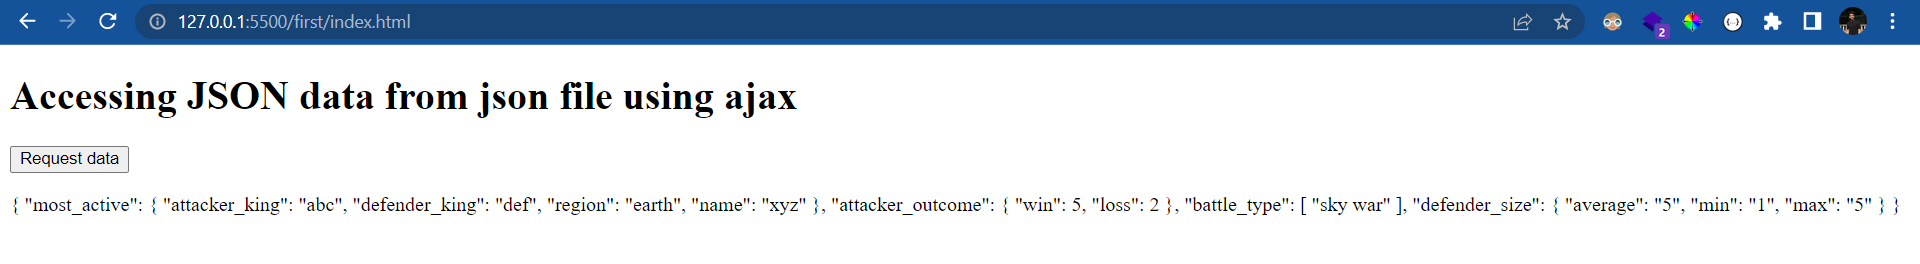 127.0.0.1:5500/first/index.html
2
Accessing JSON data from json file using ajax
Request data
{ "most_active": { "attacker_king": "abc", "defender_king": "def", "region": "earth", "name": "xyz" }, "attacker_outcome": { "win": 5, "loss": 2 }, "battle_type": [ "sky war" ], "defender_size": { "average": "5", "min": "1", "max": "5" } }